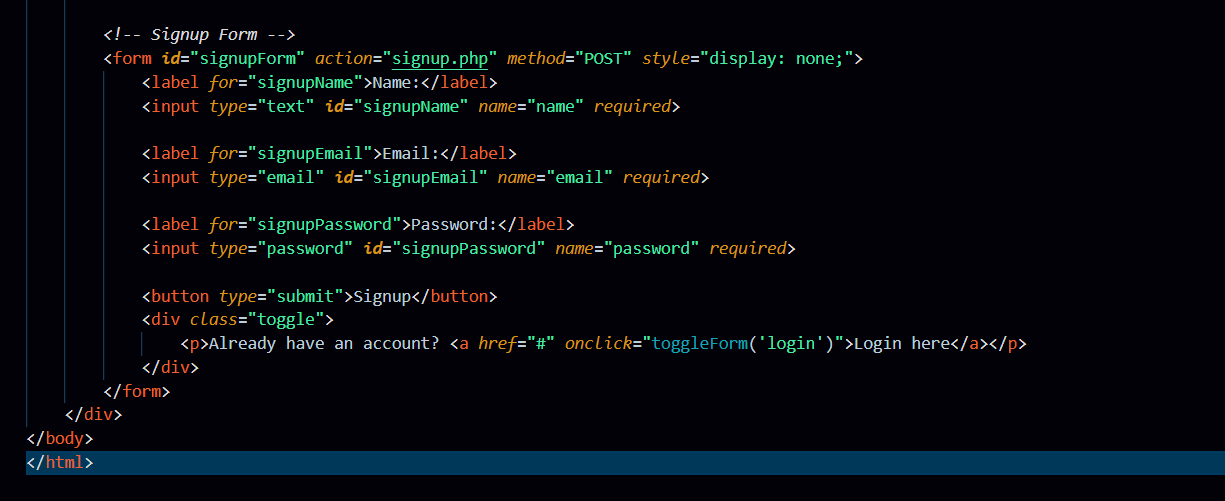 <!-- Signup Form -->
<form id="signupForm" action="signup.php" method="POST" style="display: none;">
<label for="signupName">Name:</label>
<input type="text" id="signupName" name="name" required>
<label for="signupEmail">Email:</label>
<input type="email" id="signupEmail" name="email" required>
<label for="signupPassword">Password:</label>
<input type="password" id="signupPassword" name="password" required>
<button type="submit">Signup</button>
<div class="toggle">
<p>Already have an account? <a href="#" onclick="toggleForm('login')">Login here</a></p>
</div>
</form>
</div>
</body>
</html>